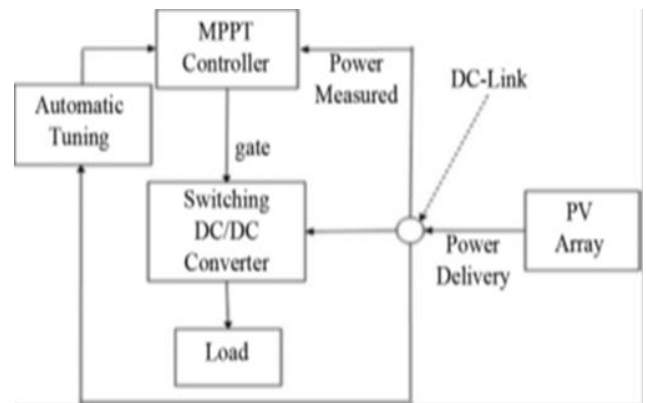 MPPT
Controller
Power
Measured
DC-Link
Automatic
Tuning
gate
Switching
DC/DC
Converter
PV
Array
Power
Delivery
Load